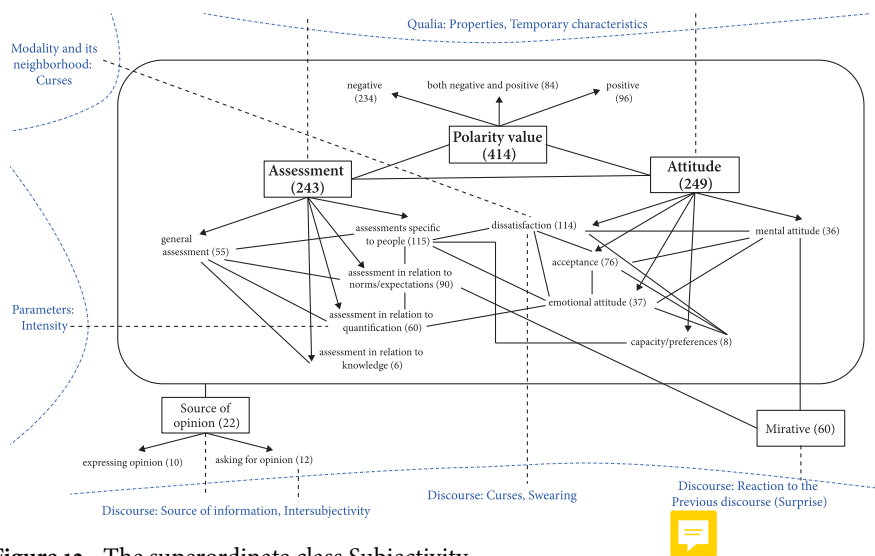 Qualia: Properties, Temporary characteristics
Modality and its
neighborhood:
Curses
negative
(234)
both negative and positive (84)
positive
(96)
Polarity value
(414)
Assessment
(243)
Attitude
(249)
general
assessment (55)
assessments specific
to people (115)
dissatisfaction (114)
mental attitude (36)
acceptance (76)
assessment in relation to
norms/expectations (90)
emotional attitude (37)
Parameters:
Intensity
assessment in relation to
quantification (60)
capacity/preferences (8)
assessment in relation to
knowledge (6)
Source of
opinion (22)
Mirative (60)
expressing opinion (10)
asking for opinion (12)
Discourse: Source of information, Intersubjectivity
Discourse: Curses, Swearing
Discourse: Reaction to the
Previous discourse (Surprise)
The superordinate class Subjectivity